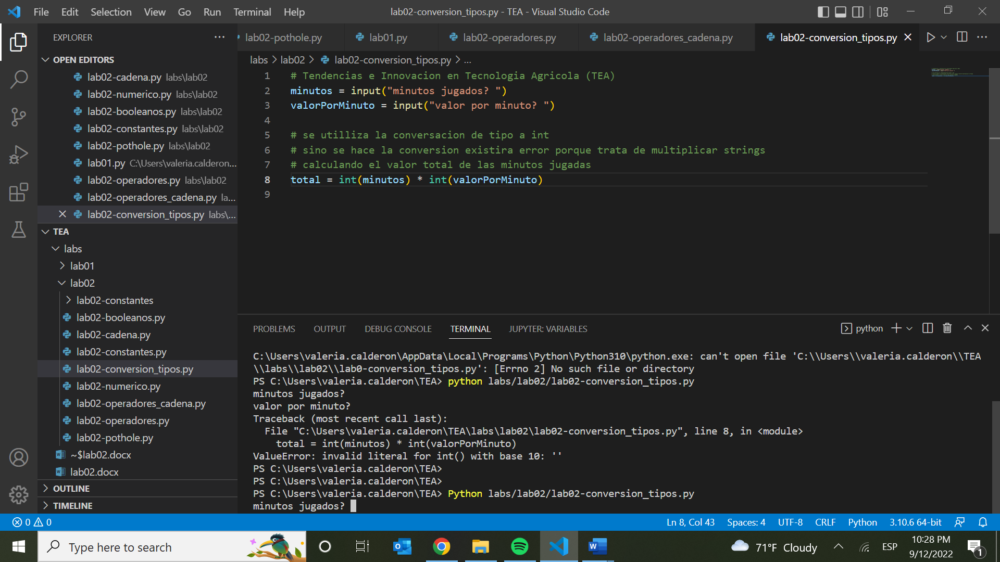 File Edit Selection View Go Run Terminal Help
lab02-conversion_tipos.py - TEA - Visual Studio Code
EXPLORER
OPEN EDITORS
lab02-cadena.py labs\lab02
lab02-numerico.py labs\lab02
lab02-booleanos.py labs\lab02
lab02-constantes.py labs\lab02
lab02-pothole.py labs\lab02
lab01.py C:\Users\valeria.calderon...
lab02-operadores.py labs\lab02
lab02-operadores_cadena.py la...
lab02-conversion_tipos.py labs\...
TEA
labs
lab01
lab02
lab02-constantes
lab02-booleanos.py
lab02-cadena.py
lab02-constantes.py
lab02-conversion_tipos.py
lab02-numerico.py
lab02-operadores_cadena.py
lab02-operadores.py
lab02-pothole.py
~$lab02.docx
lab02.docx
OUTLINE
TIMELINE
lab02-pothole.py lab01.py lab02-operadores.py lab02-operadores_cadena.py lab02-conversion_tipos.py
labs > lab02 > lab02-conversion_tipos.py > ...
1 # Tendencias e Innovacion en Tecnologia Agricola (TEA)
2 minutos = input("minutos jugados? ")
3 valorPorMinuto = input("valor por minuto? ")
4
5 # se utilliza la conversacion de tipo a int
6 # sino se hace la conversion existira error porque trata de multiplicar strings
7 # calculando el valor total de las minutos jugadas
8 total = int(minutos) * int(valorPorMinuto)
9
PROBLEMS OUTPUT DEBUG CONSOLE TERMINAL JUPYTER: VARIABLES
python
C:\Users\valeria.calderon\AppData\Local\Programs\Python\Python310\python.exe: can't open file 'C:\\Users\\valeria.calderon\\TEA
\\labs\\lab02\\lab0-conversion_tipos.py': [Errno 2] No such file or directory
PS C:\Users\valeria.calderon\TEA> python labs/lab02/lab02-conversion_tipos.py
minutos jugados?
valor por minuto?
Traceback (most recent call last):
File "C:\Users\valeria.calderon\TEA\labs\lab02\lab02-conversion_tipos.py", line 8, in <module>
total = int(minutos) * int(valorPorMinuto)
ValueError: invalid literal for int() with base 10: ''
PS C:\Users\valeria.calderon\TEA>
PS C:\Users\valeria.calderon\TEA>
PS C:\Users\valeria.calderon\TEA> Python labs/lab02/lab02-conversion_tipos.py
minutos jugados?
0 0
Ln 8, Col 43 Spaces: 4 UTF-8 CRLF Python 3.10.6 64-bit
Type here to search
71°F Cloudy
ESP
10:28 PM
9/12/2022
1